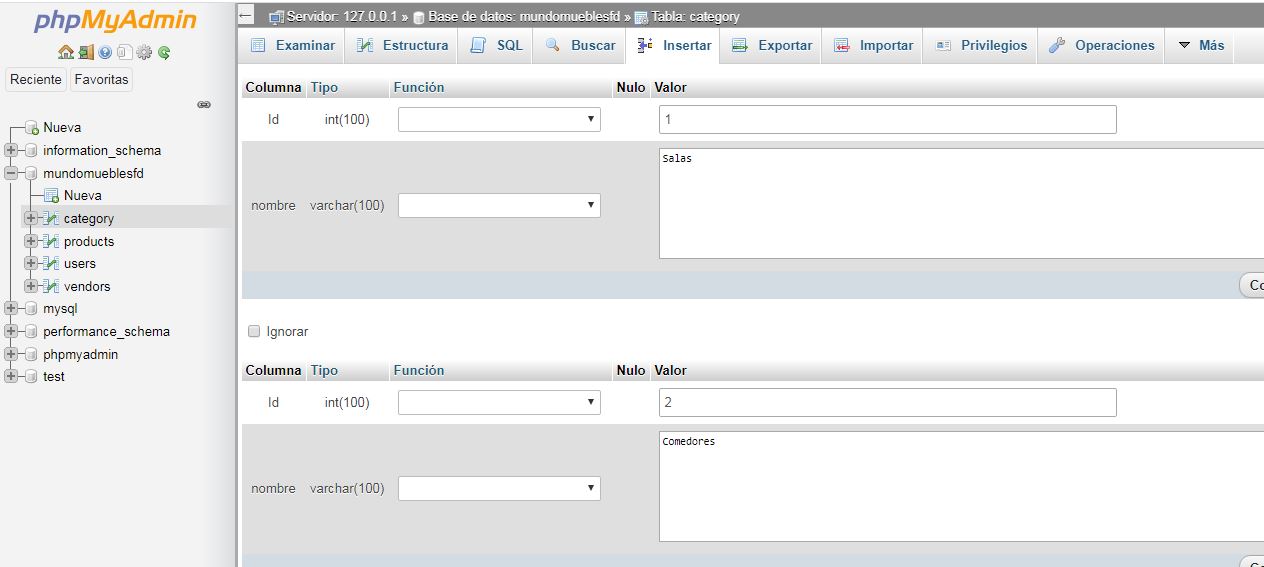 phpMyAdmin
Reciente Favoritas
Nueva
information_schema
mundomueblesfd
Nueva
category
products
users
vendors
mysql
performance_schema
phpmyadmin
test
Servidor: 127.0.0.1 » Base de datos: mundomueblesfd » Tabla: category
Examinar Estructura SQL Buscar Insertar Exportar Importar Privilegios Operaciones Más
Columna Tipo Función Nulo Valor
Id int(100) 1
nombre varchar(100) Salas
Ignorar
Columna Tipo Función Nulo Valor
Id int(100) 2
nombre varchar(100) Comedores